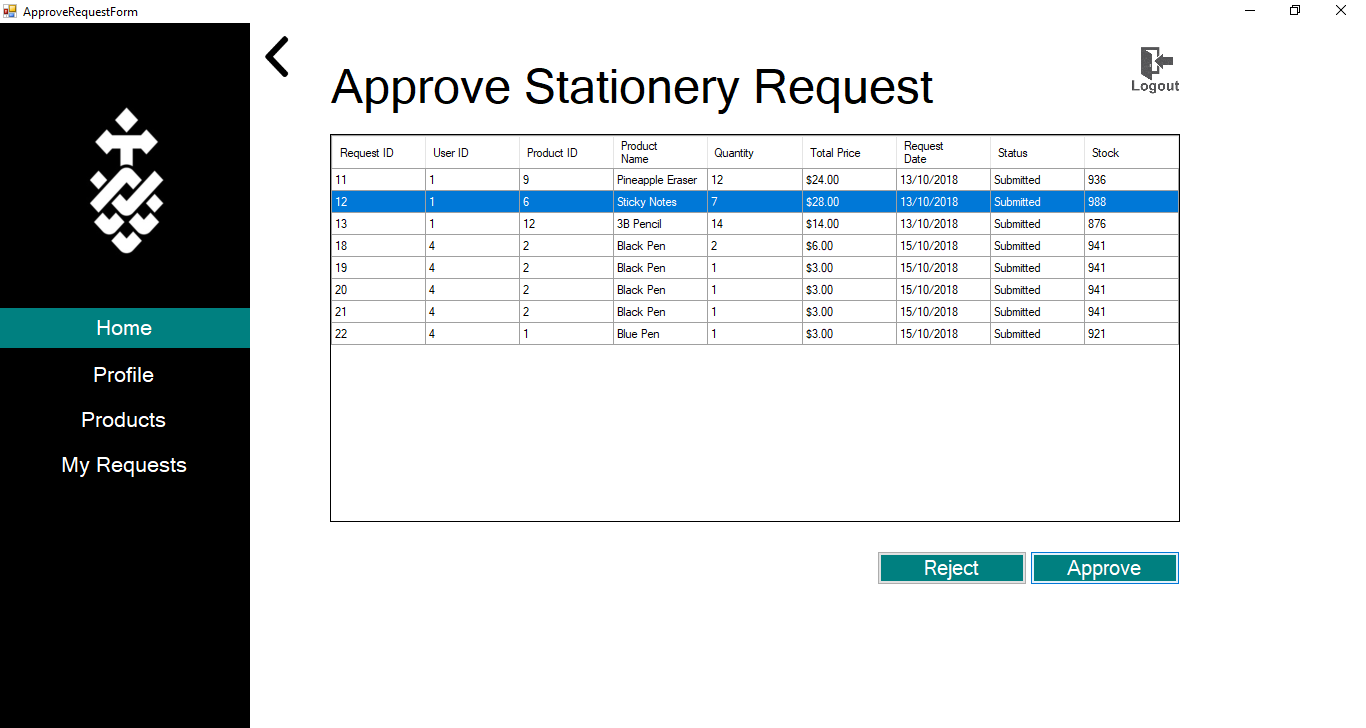 ApproveRequestForm
Approve Stationery Request
Logout
Home
Profile
Products
My Requests
Request ID User ID Product ID Product Name Quantity Total Price Request Date Status Stock
11 1 9 Pineapple Eraser 12 $24.00 13/10/2018 Submitted 936
12 1 6 Sticky Notes 7 $28.00 13/10/2018 Submitted 988
13 1 12 3B Pencil 14 $14.00 13/10/2018 Submitted 876
18 4 2 Black Pen 2 $6.00 15/10/2018 Submitted 941
19 4 2 Black Pen 1 $3.00 15/10/2018 Submitted 941
20 4 2 Black Pen 1 $3.00 15/10/2018 Submitted 941
21 4 2 Black Pen 1 $3.00 15/10/2018 Submitted 941
22 4 1 Blue Pen 1 $3.00 15/10/2018 Submitted 921
Reject Approve